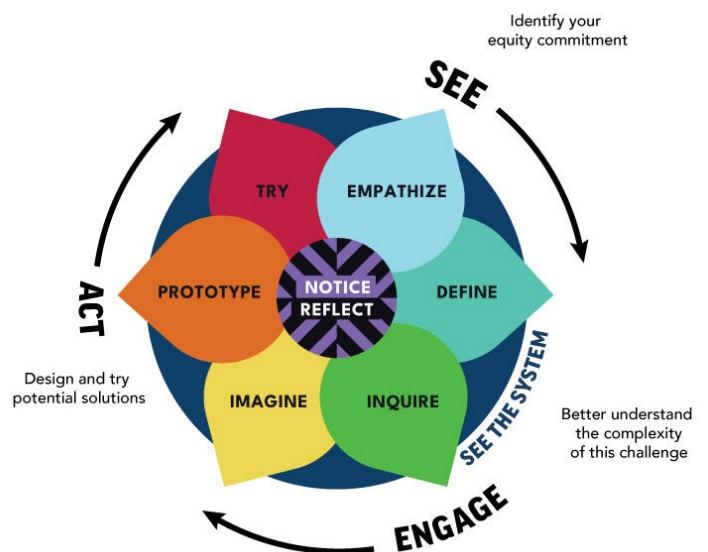 Identify your
equity commitment
SEE
TRY
EMPATHIZE
PROTOTYPE
NOTICE
REFLECT
DEFINE
ACT
IMAGINE
INQUIRE
SEE THE SYSTEM
Design and try
potential solutions
Better understand
the complexity
of this challenge
ENGAGE